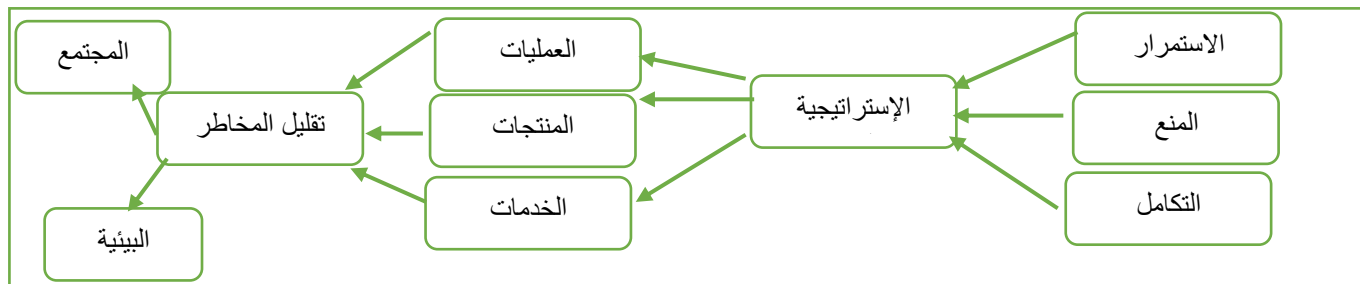 الاستمرار
المنع
التكامل
الإستراتيجية
العمليات
المنتجات
الخدمات
تقليل المخاطر
المجتمع
البيئية